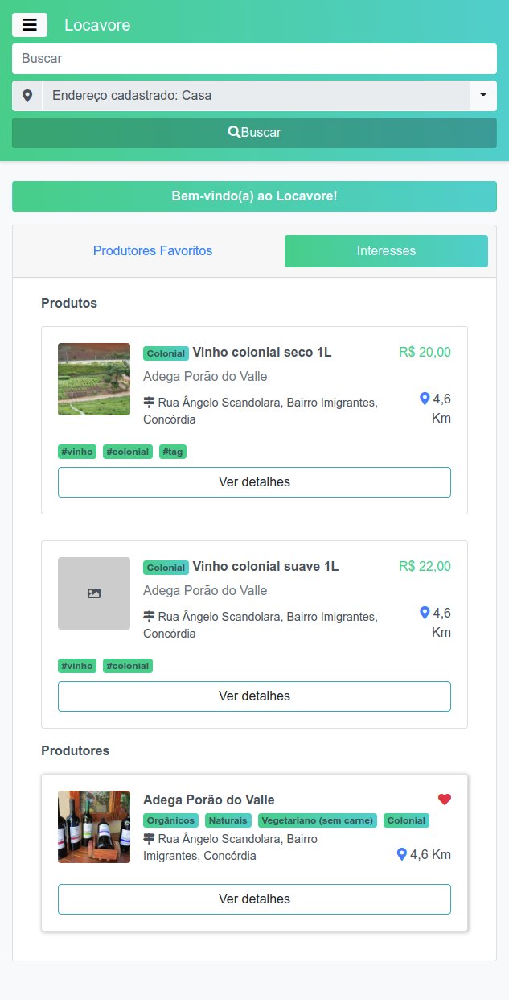 Locavore
Buscar
Endereço cadastrado: Casa
Buscar
Bem-vindo(a) ao Locavore!
Produtores Favoritos
Interesses
Produtos
Colonial Vinho colonial seco 1L
R$ 20,00
Adega Porão do Valle
Rua Ângelo Scandolara, Bairro Imigrantes,
Concórdia
4,6
Km
#vinho #colonial #tag
Ver detalhes
Colonial Vinho colonial suave 1L
R$ 22,00
Adega Porão do Valle
Rua Ângelo Scandolara, Bairro Imigrantes,
Concórdia
4,6
Km
#vinho #colonial
Ver detalhes
Produtores
Adega Porão do Valle
Orgânicos Naturais Vegetariano (sem carne) Colonial
Rua Ângelo Scandolara, Bairro
Imigrantes, Concórdia
4,6 Km
Ver detalhes